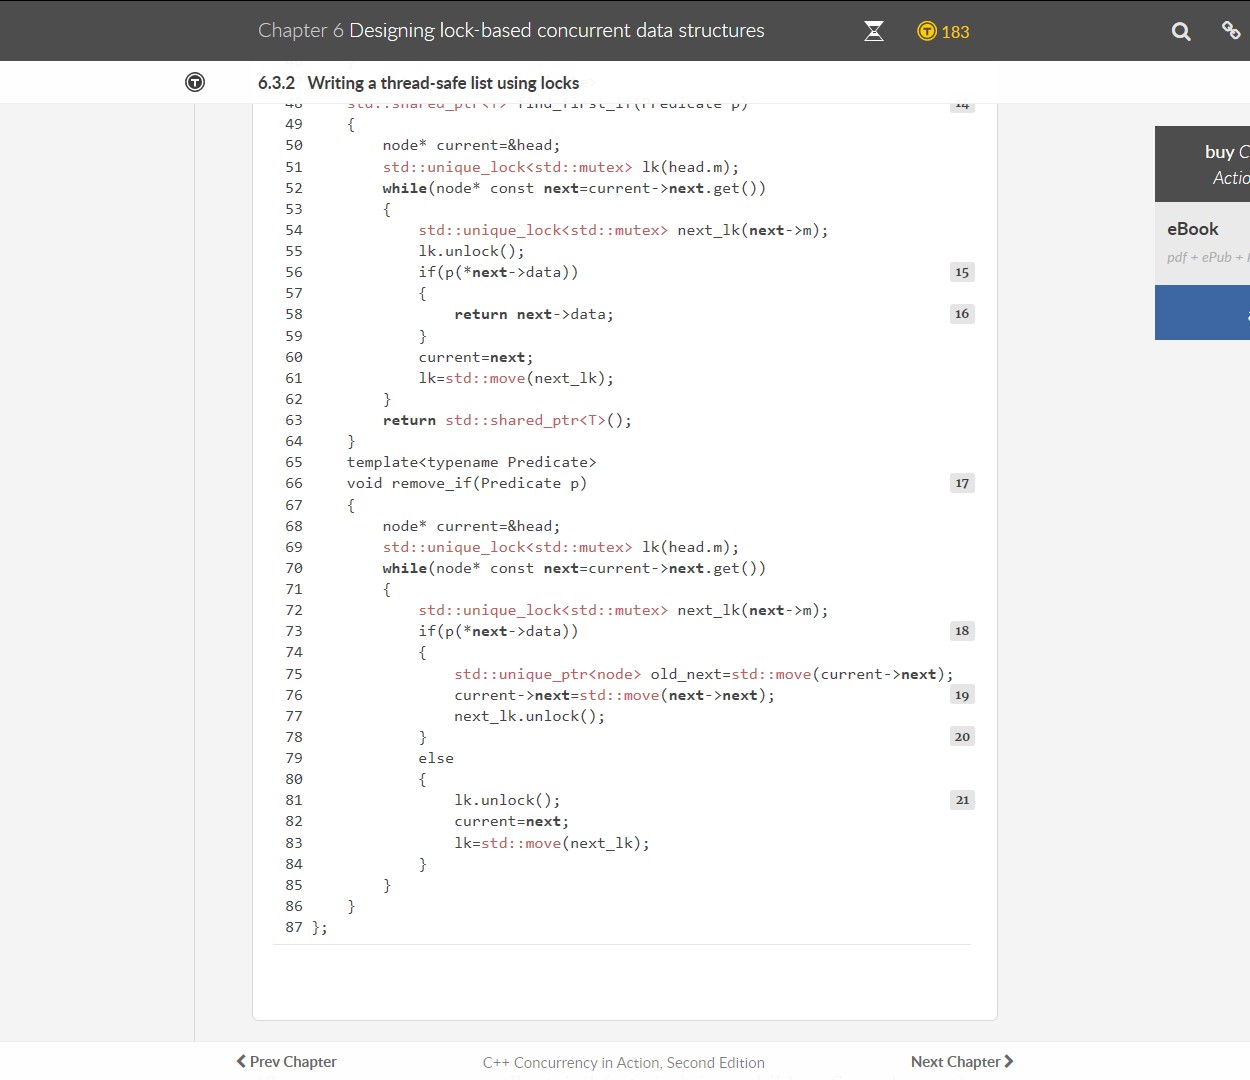 Chapter 6 Designing lock-based concurrent data structures
183
6.3.2 Writing a thread-safe list using locks
48 std::shared_ptr<T> find_first_if(Predicate p) 14
49 {
50 node* current=&head;
51 std::unique_lock<std::mutex> lk(head.m);
52 while(node* const next=current->next.get())
53 {
54 std::unique_lock<std::mutex> next_lk(next->m);
55 lk.unlock();
56 if(p(*next->data)) 15
57 {
58 return next->data; 16
59 }
60 current=next;
61 lk=std::move(next_lk);
62 }
63 return std::shared_ptr<T>();
64 }
65 template<typename Predicate>
66 void remove_if(Predicate p) 17
67 {
68 node* current=&head;
69 std::unique_lock<std::mutex> lk(head.m);
70 while(node* const next=current->next.get())
71 {
72 std::unique_lock<std::mutex> next_lk(next->m);
73 if(p(*next->data)) 18
74 {
75 std::unique_ptr<node> old_next=std::move(current->next);
76 current->next=std::move(next->next); 19
77 next_lk.unlock();
78 } 20
79 else
80 {
81 lk.unlock(); 21
82 current=next;
83 lk=std::move(next_lk);
84 }
85 }
86 }
87 };
buy C
Actio
eBook
pdf + ePub +
Prev Chapter
C++ Concurrency in Action, Second Edition
Next Chapter